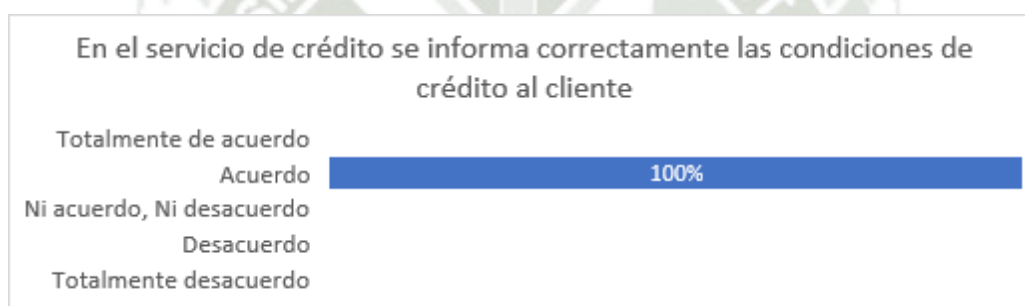 En el servicio de crédito se informa correctamente las condiciones de
crédito al cliente
Totalmente de acuerdo
Acuerdo
100%
Ni acuerdo, Ni desacuerdo
Desacuerdo
Totalmente desacuerdo